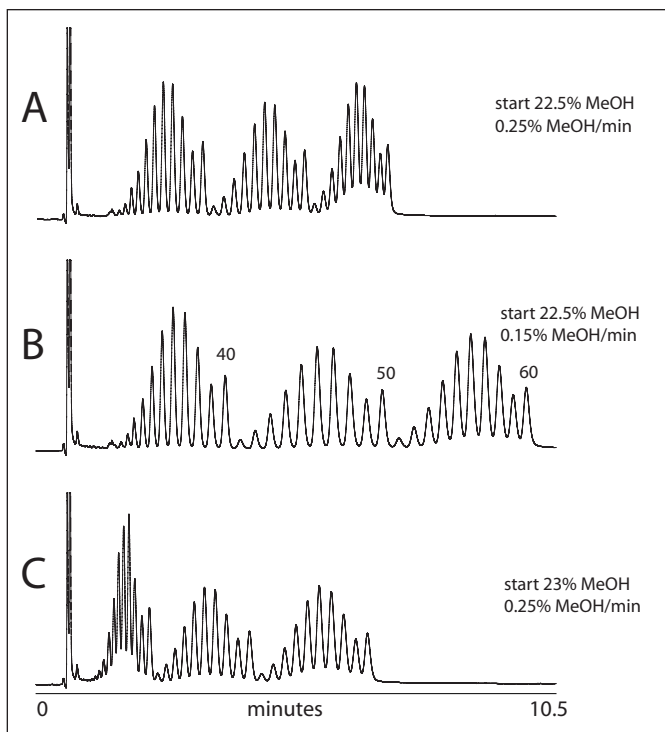 A
start 22.5% MeOH
0.25% MeOH/min
B
start 22.5% MeOH
0.15% MeOH/min
40
50
60
C
start 23% MeOH
0.25% MeOH/min
0
minutes
10.5